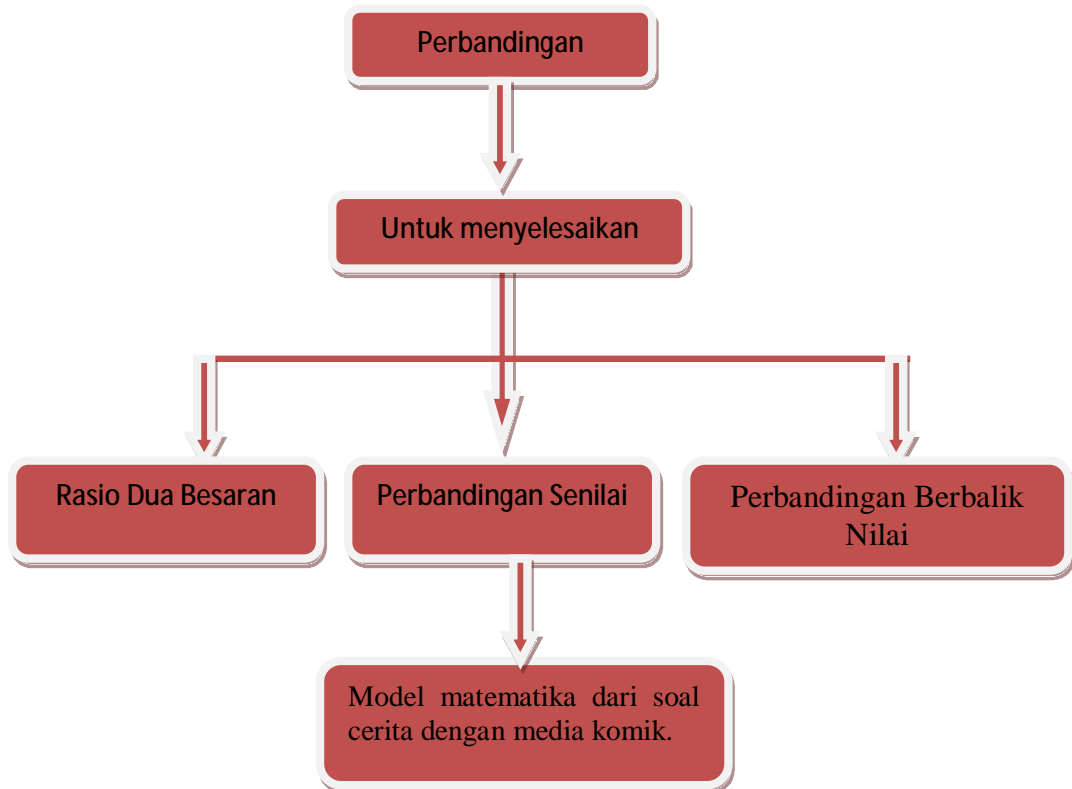 Perbandingan
Untuk menyelesaikan
Rasio Dua Besaran
Perbandingan Senilai
Perbandingan Berbalik
Nilai
Model matematika dari soal
cerita dengan media komik.